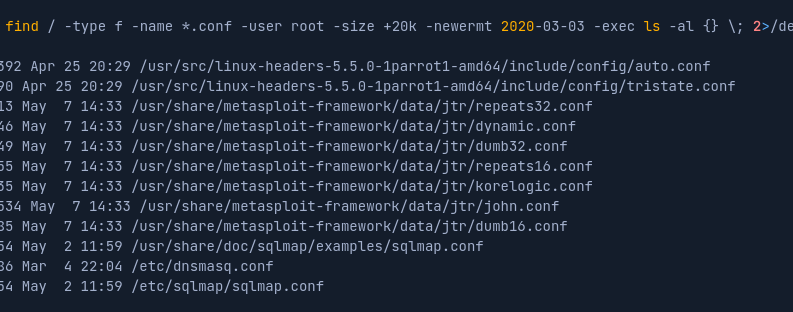 find / -type f -name *.conf -user root -size +20k -newermt 2020-03-03 -exec ls -al {} \; 2>/de
392 Apr 25 20:29 /usr/src/linux-headers-5.5.0-1parrot1-amd64/include/config/auto.conf
90 Apr 25 20:29 /usr/src/linux-headers-5.5.0-1parrot1-amd64/include/config/tristate.conf
13 May  7 14:33 /usr/share/metasploit-framework/data/jtr/repeats32.conf
46 May  7 14:33 /usr/share/metasploit-framework/data/jtr/dynamic.conf
49 May  7 14:33 /usr/share/metasploit-framework/data/jtr/dumb32.conf
55 May  7 14:33 /usr/share/metasploit-framework/data/jtr/repeats16.conf
35 May  7 14:33 /usr/share/metasploit-framework/data/jtr/korelogic.conf
534 May  7 14:33 /usr/share/metasploit-framework/data/jtr/john.conf
85 May  7 14:33 /usr/share/metasploit-framework/data/jtr/dumb16.conf
54 May  2 11:59 /usr/share/doc/sqlmap/examples/sqlmap.conf
86 Mar  4 22:04 /etc/dnsmasq.conf
54 May  2 11:59 /etc/sqlmap/sqlmap.conf